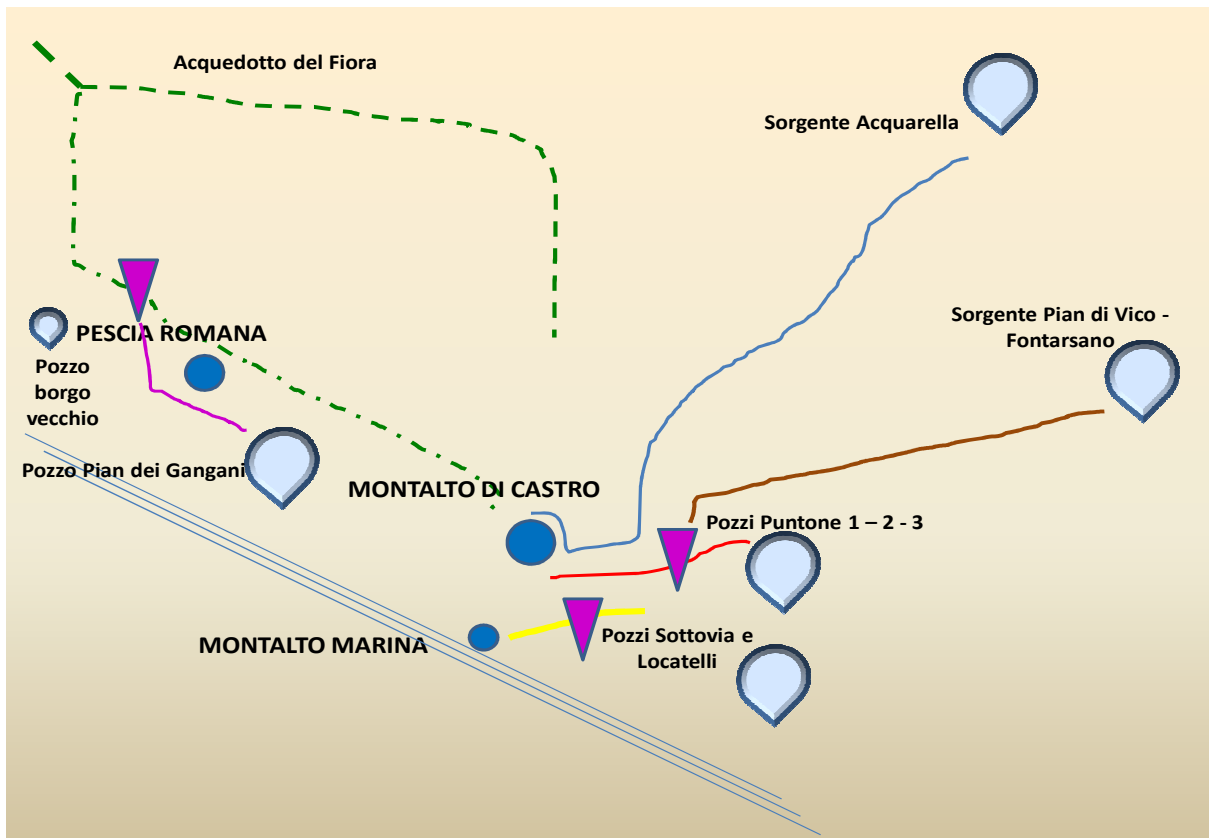 Acquedotto del Fiora
Sorgente Acquarella
Sorgente Pian di Vico -
Fontarsano
PESCIA ROMANA
Pozzo
borgo
vecchio
Pozzo Pian dei Gangani
MONTALTO DI CASTRO
Pozzi Puntone 1 – 2 - 3
MONTALTO MARINA
Pozzi Sottovia e
Locatelli